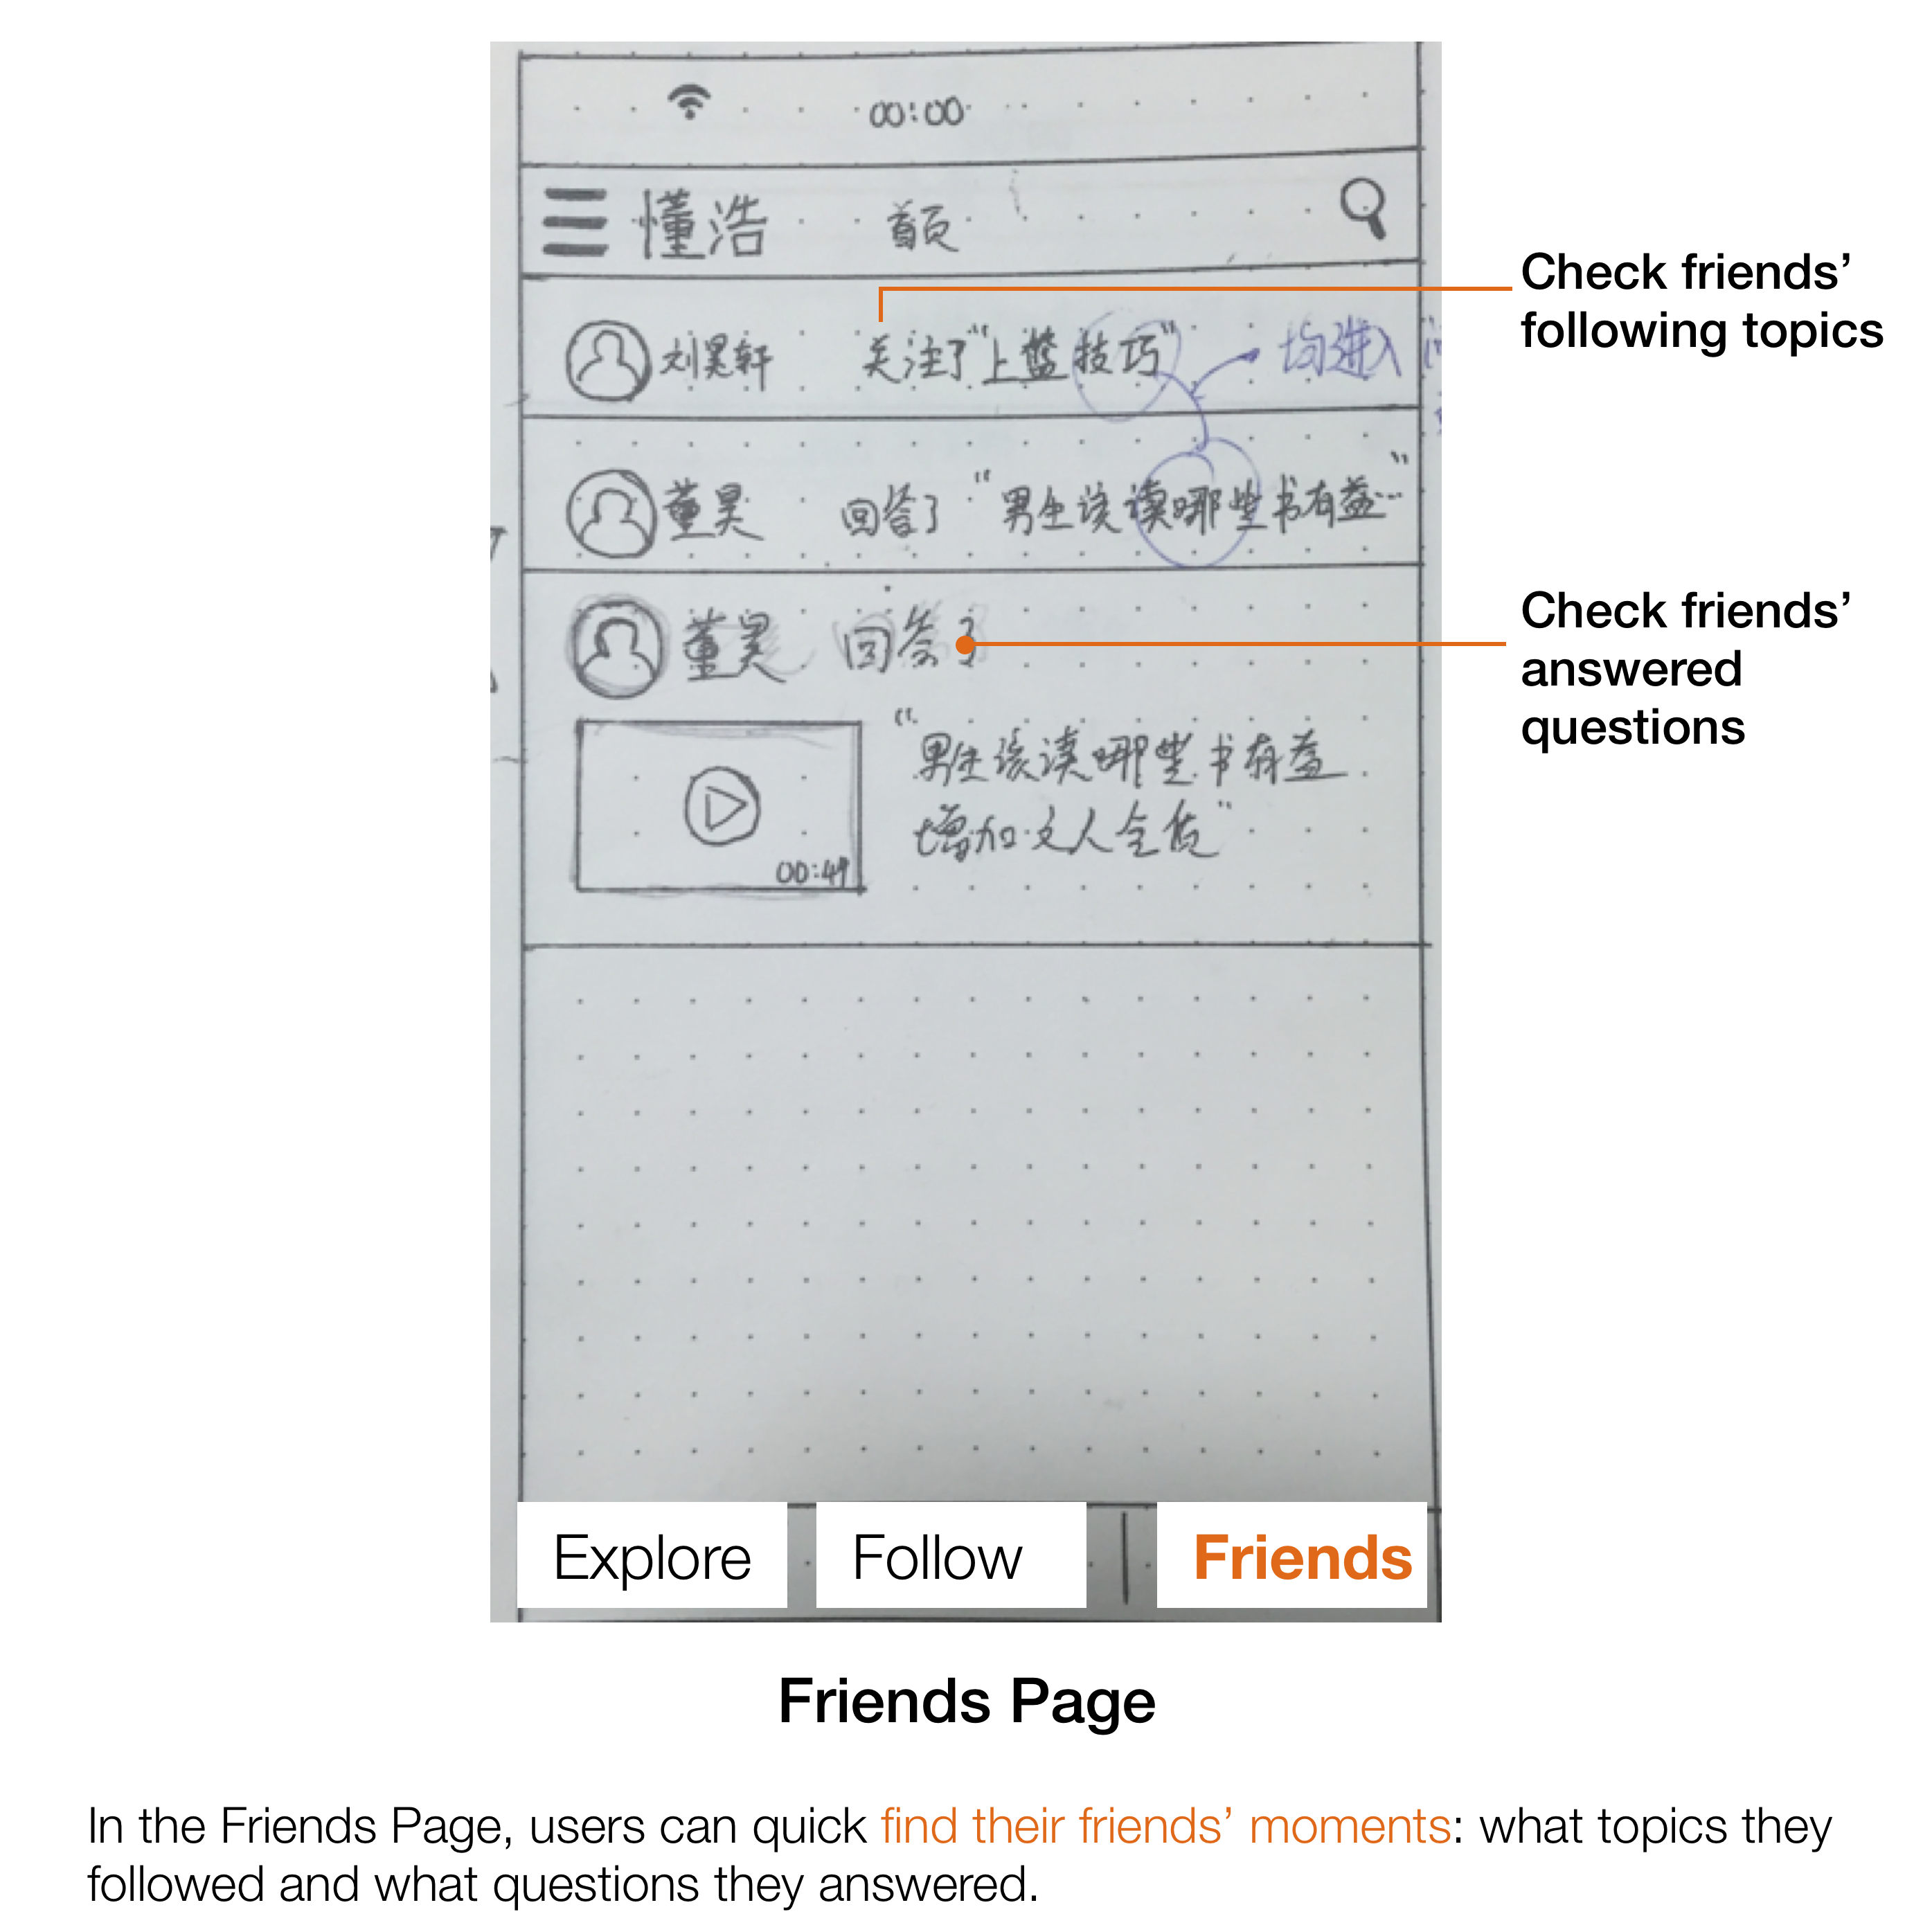 00:00
懂浩 首页
Check friends’
following topics
刘昊轩 关注了“上篮技巧” 均进入
董昊 回答了“男生该读哪些书有益…”
Check friends’
answered
questions
董昊 回答了
“男生该读哪些书有益
增加文人气质”
00:49
Explore Follow Friends
Friends Page
In the Friends Page, users can quick find their friends’ moments: what topics they
followed and what questions they answered.